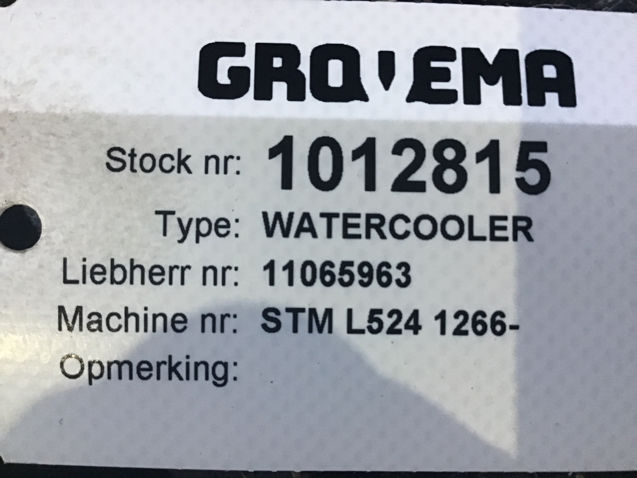 GROVEMA
Stock nr: 1012815
Type: WATERCOOLER
Liebherr nr: 11065963
Machine nr: STM L524 1266-
Opmerking: